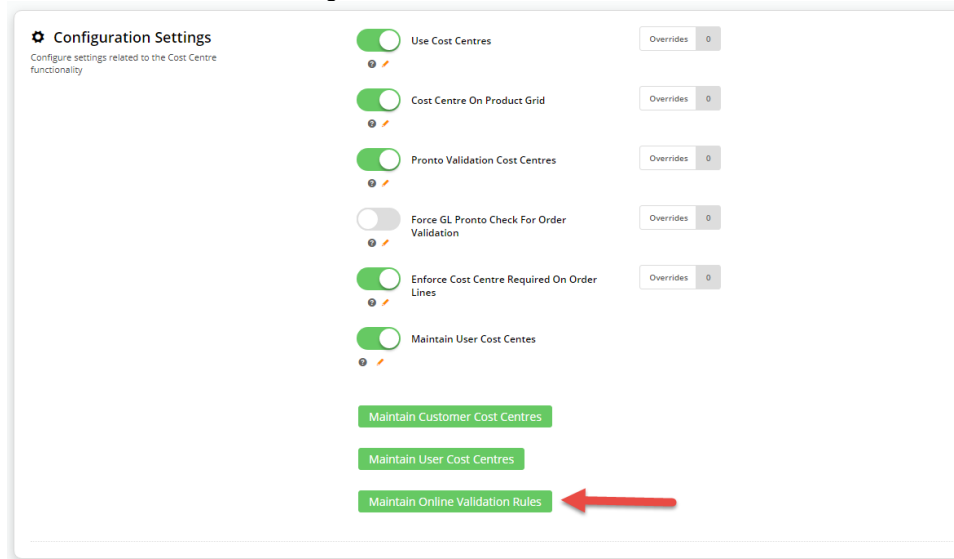 Configuration Settings
Configure settings related to the Cost Centre
functionality
Use Cost Centres
Overrides 0
Cost Centre On Product Grid
Overrides 0
Pronto Validation Cost Centres
Overrides 0
Force GL Pronto Check For Order
Validation
Overrides 0
Enforce Cost Centre Required On Order
Lines
Overrides 0
Maintain User Cost Centes
Maintain Customer Cost Centres
Maintain User Cost Centres
Maintain Online Validation Rules